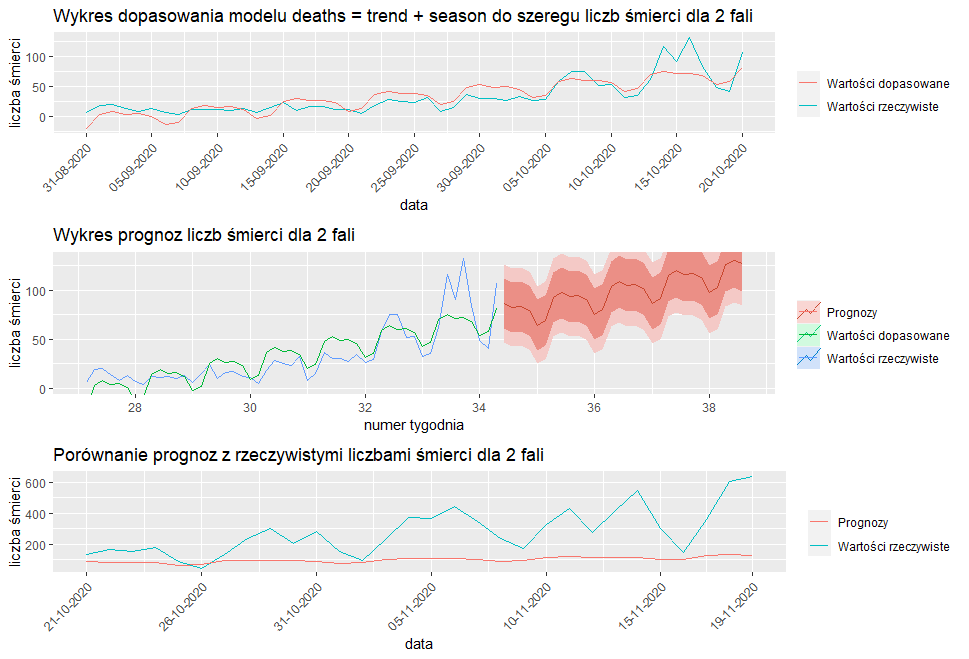 Wykres dopasowania modelu deaths = trend + season do szeregu liczb śmierci dla 2 fali
liczba śmierci
100
50
0
31-08-2020
05-09-2020
10-09-2020
15-09-2020
20-09-2020
25-09-2020
30-09-2020
05-10-2020
10-10-2020
15-10-2020
20-10-2020
data
Wartości dopasowane
Wartości rzeczywiste
Wykres prognoz liczb śmierci dla 2 fali
liczba śmierci
100
50
0
28
30
32
34
36
38
numer tygodnia
Prognozy
Wartości dopasowane
Wartości rzeczywiste
Porównanie prognoz z rzeczywistymi liczbami śmierci dla 2 fali
liczba śmierci
600
400
200
21-10-2020
26-10-2020
31-10-2020
05-11-2020
10-11-2020
15-11-2020
19-11-2020
data
Prognozy
Wartości rzeczywiste